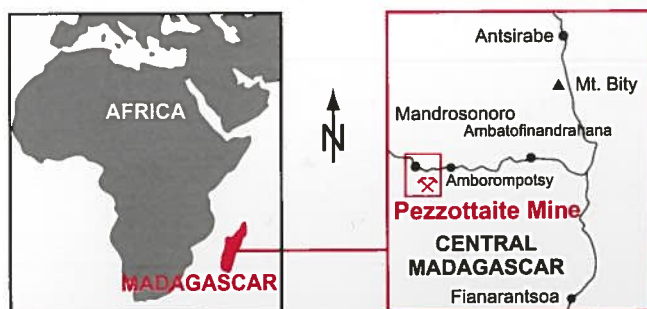 AFRICA
MADAGASCAR
N
Antsirabe
Mt. Bity
Mandrosonoro
Ambatofinandrahana
Amborompotsy
Pezzottaite Mine
CENTRAL
MADAGASCAR
Fianarantsoa